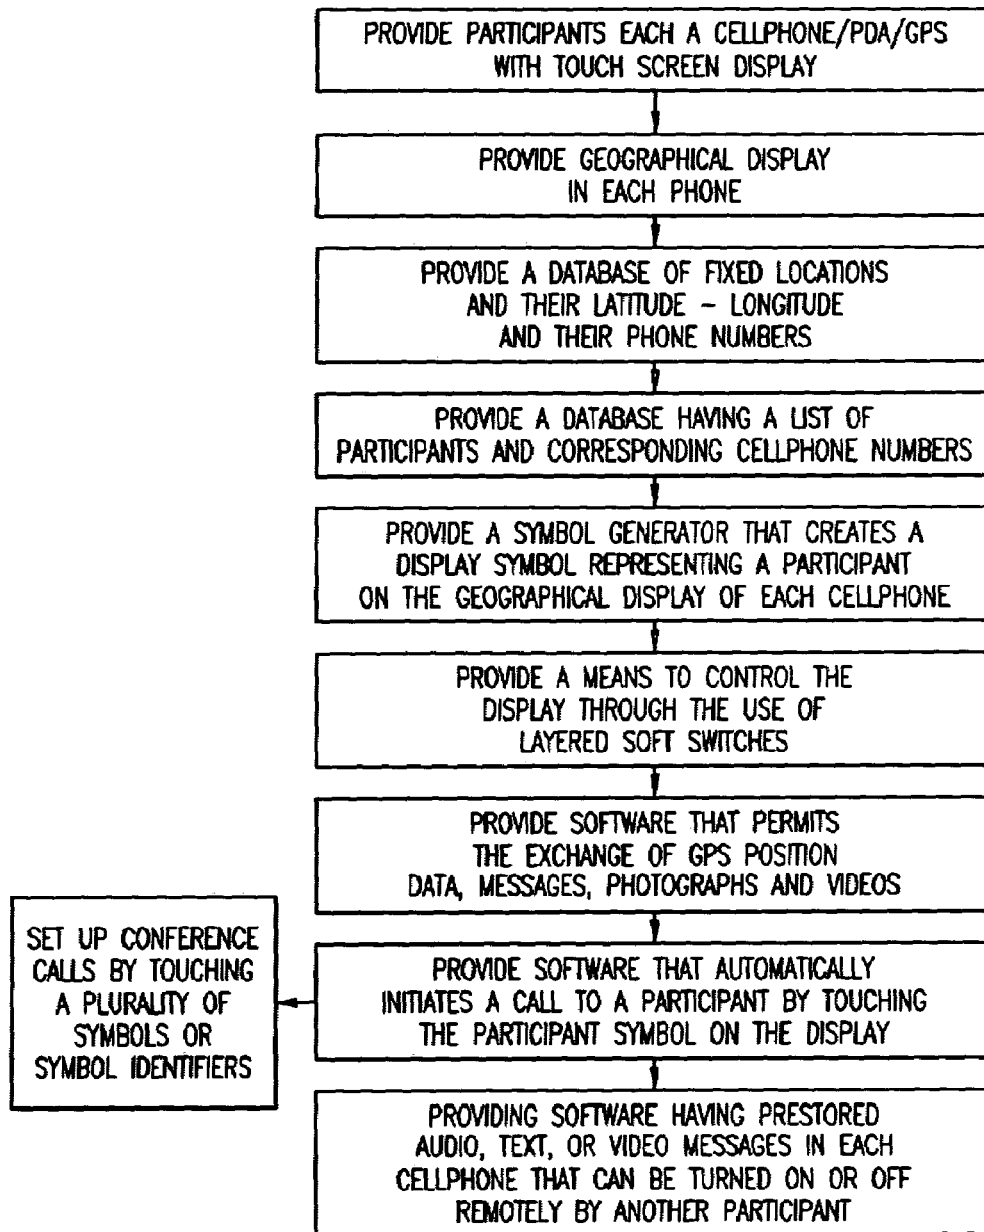 PROVIDE PARTICIPANTS EACH A CELLPHONE/PDA/GPS
WITH TOUCH SCREEN DISPLAY
PROVIDE GEOGRAPHICAL DISPLAY
IN EACH PHONE
PROVIDE A DATABASE OF FIXED LOCATIONS
AND THEIR LATITUDE – LONGITUDE
AND THEIR PHONE NUMBERS
PROVIDE A DATABASE HAVING A LIST OF
PARTICIPANTS AND CORRESPONDING CELLPHONE NUMBERS
PROVIDE A SYMBOL GENERATOR THAT CREATES A
DISPLAY SYMBOL REPRESENTING A PARTICIPANT
ON THE GEOGRAPHICAL DISPLAY OF EACH CELLPHONE
PROVIDE A MEANS TO CONTROL THE
DISPLAY THROUGH THE USE OF
LAYERED SOFT SWITCHES
PROVIDE SOFTWARE THAT PERMITS
THE EXCHANGE OF GPS POSITION
DATA, MESSAGES, PHOTOGRAPHS AND VIDEOS
PROVIDE SOFTWARE THAT AUTOMATICALLY
INITIATES A CALL TO A PARTICIPANT BY TOUCHING
THE PARTICIPANT SYMBOL ON THE DISPLAY
SET UP CONFERENCE
CALLS BY TOUCHING
A PLURALITY OF
SYMBOLS OR
SYMBOL IDENTIFIERS
PROVIDING SOFTWARE HAVING PRESTORED
AUDIO, TEXT, OR VIDEO MESSAGES IN EACH
CELLPHONE THAT CAN BE TURNED ON OR OFF
REMOTELY BY ANOTHER PARTICIPANT